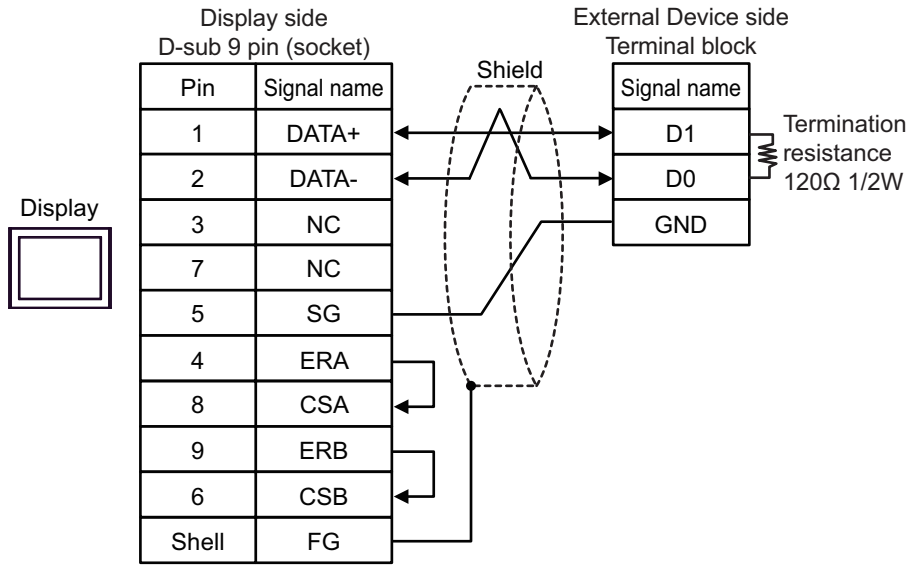 Display side
D-sub 9 pin (socket)
External Device side
Terminal block
Shield
Pin Signal name
1 DATA+
2 DATA-
3 NC
7 NC
5 SG
4 ERA
8 CSA
9 ERB
6 CSB
Shell FG
Display
Signal name
D1
D0
GND
Termination
resistance
120Ω 1/2W